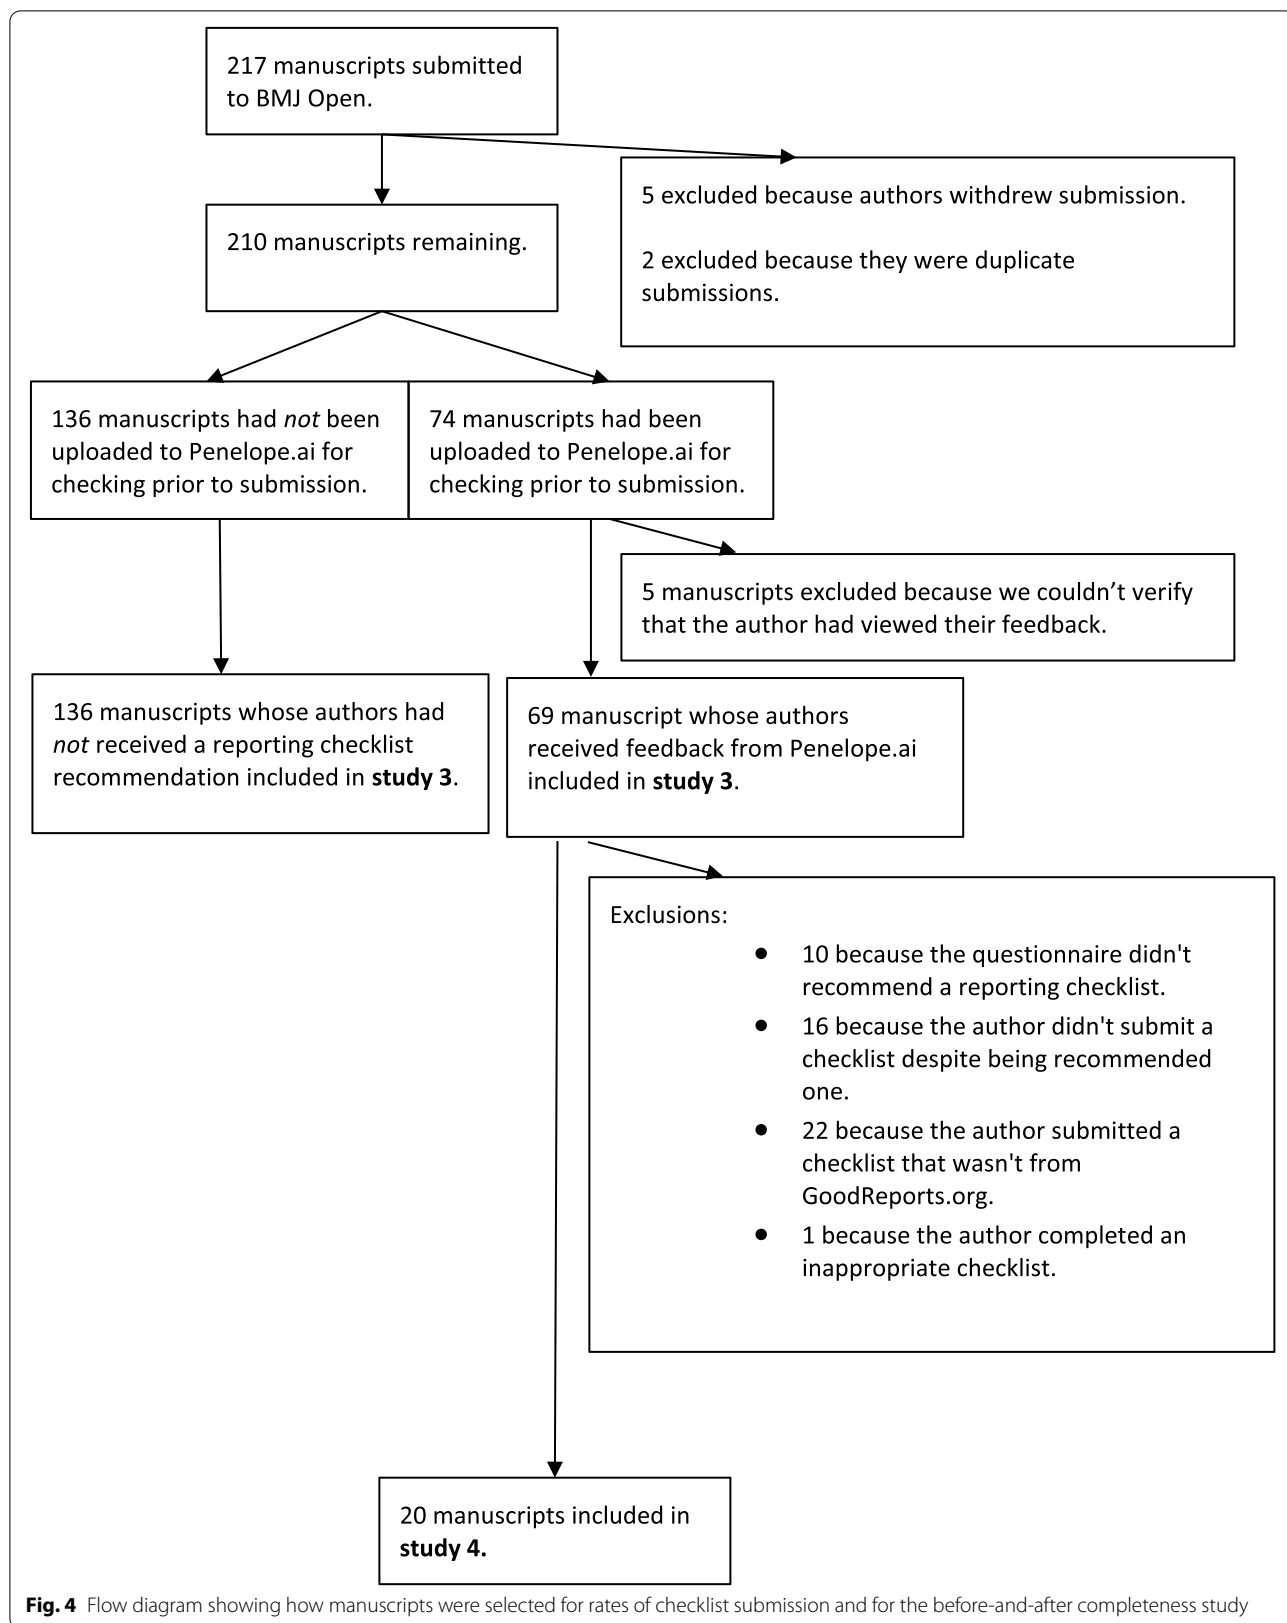 217 manuscripts submitted
to BMJ Open.
5 excluded because authors withdrew submission.
2 excluded because they were duplicate
submissions.
210 manuscripts remaining.
136 manuscripts had not been
uploaded to Penelope.ai for
checking prior to submission.
74 manuscripts had been
uploaded to Penelope.ai for
checking prior to submission.
5 manuscripts excluded because we couldn’t verify
that the author had viewed their feedback.
136 manuscripts whose authors had
not received a reporting checklist
recommendation included in study 3.
69 manuscript whose authors
received feedback from Penelope.ai
included in study 3.
Exclusions:
● 10 because the questionnaire didn't
recommend a reporting checklist.
● 16 because the author didn't submit a
checklist despite being recommended
one.
● 22 because the author submitted a
checklist that wasn't from
GoodReports.org.
● 1 because the author completed an
inappropriate checklist.
20 manuscripts included in
study 4.
Fig. 4 Flow diagram showing how manuscripts were selected for rates of checklist submission and for the before-and-after completeness study